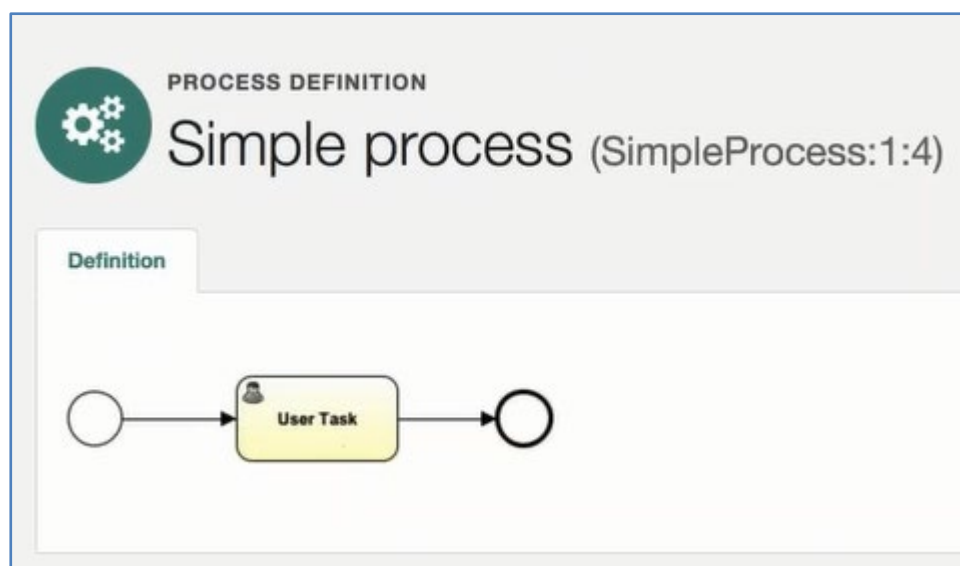 PROCESS DEFINITION
Simple process (SimpleProcess:1:4)
Definition
User Task